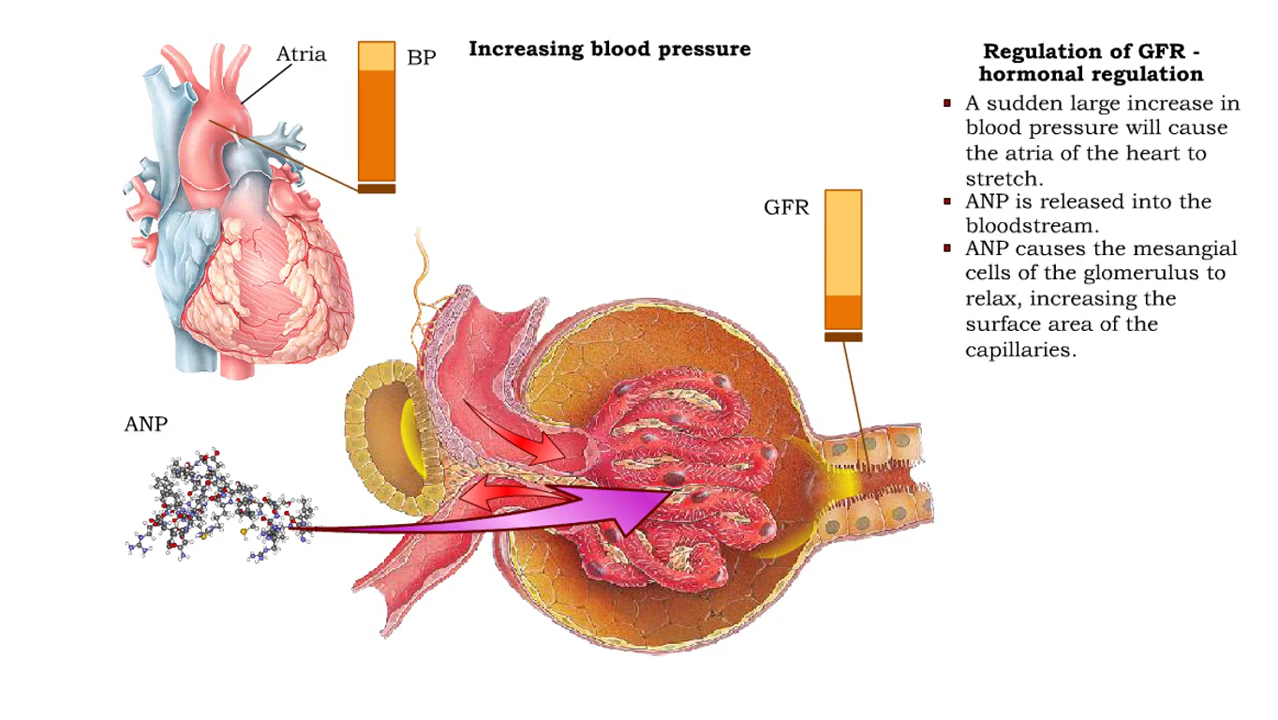 Atria
BP
Increasing blood pressure
GFR
ANP
Regulation of GFR -
hormonal regulation
▪ A sudden large increase in
blood pressure will cause
the atria of the heart to
stretch.
▪ ANP is released into the
bloodstream.
▪ ANP causes the mesangial
cells of the glomerulus to
relax, increasing the
surface area of the
capillaries.